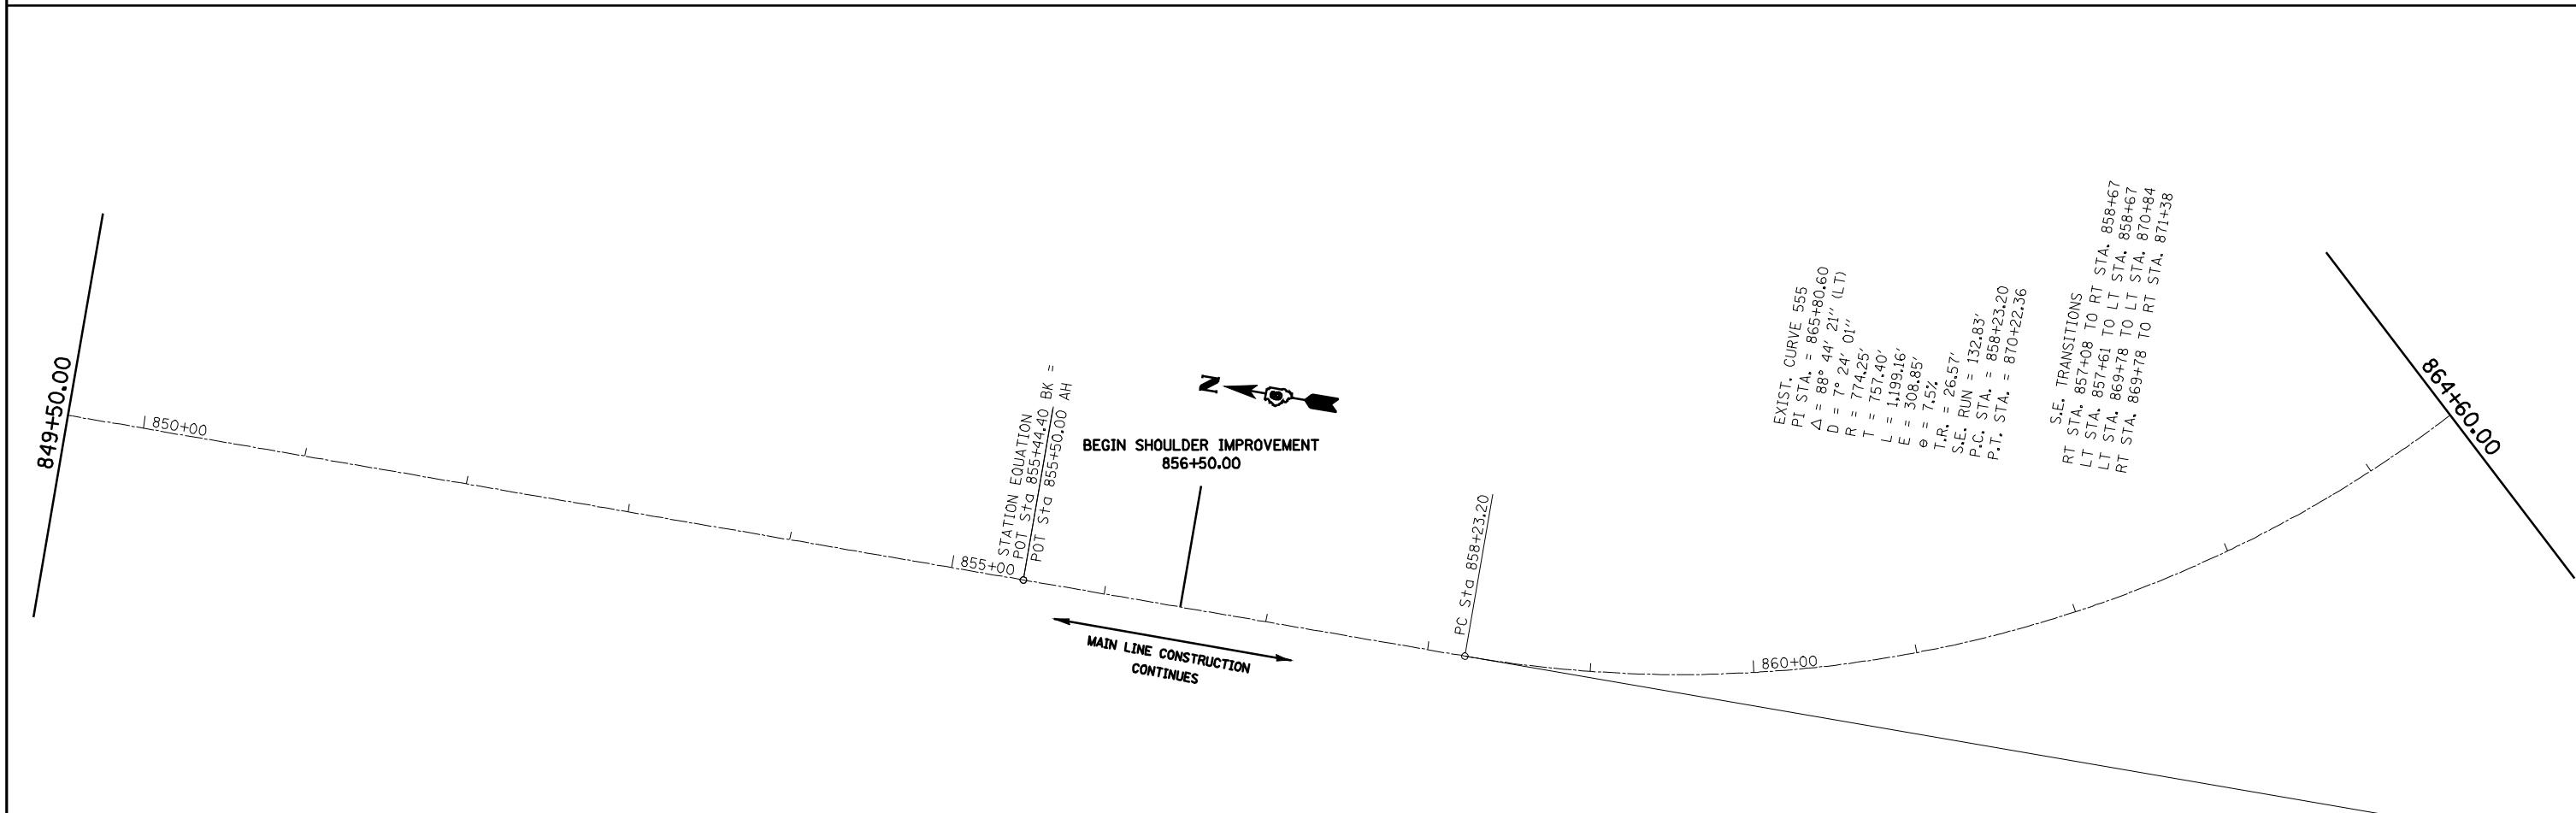 849+50.00
850+00
855+00
STATION EQUATION
POT Sta 855+44.40 BK =
POT Sta 855+50.00 AH
N
BEGIN SHOULDER IMPROVEMENT
856+50.00
MAIN LINE CONSTRUCTION
CONTINUES
PC Sta 858+23.20
860+00
EXIST. CURVE 555
PI STA. = 865+80.60
Δ = 88° 44' 21'' (LT)
D = 7° 24' 01''
R = 774.25'
T = 757.40'
L = 1,199.16'
E = 308.85'
e = 7.5%
T.R. = 26.57'
S.E. RUN = 132.83'
P.C. STA. = 858+23.20
P.T. STA. = 870+22.36
S.E. TRANSITIONS
RT STA. 857+08 TO RT STA. 858+67
LT STA. 857+61 TO LT STA. 858+67
LT STA. 869+78 TO LT STA. 870+84
RT STA. 869+78 TO RT STA. 871+38
864+60.00